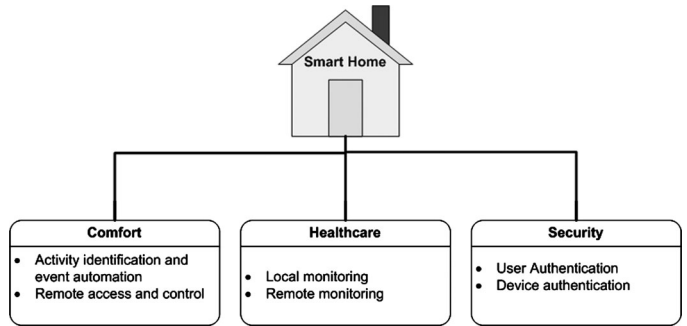 Smart Home
Comfort
• Activity identification and
event automation
• Remote access and control
Healthcare
• Local monitoring
• Remote monitoring
Security
• User Authentication
• Device authentication